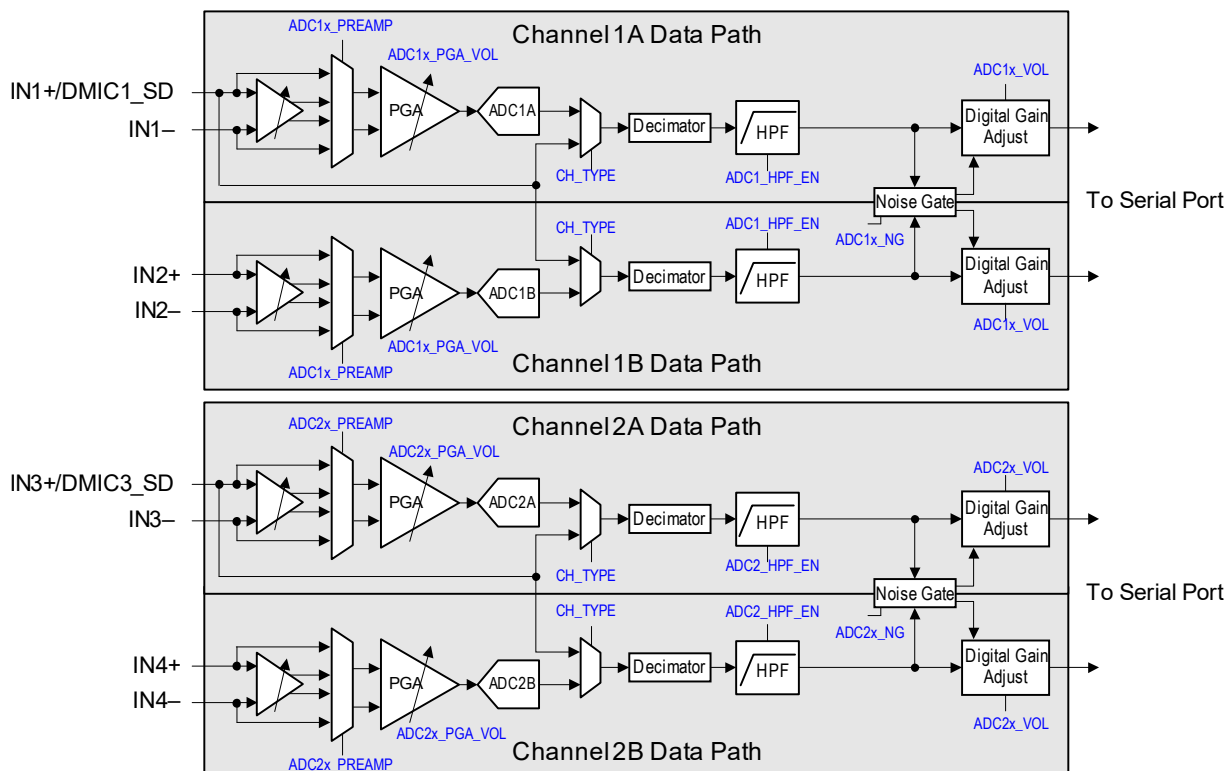 Channel 1A Data Path
ADC1x_PREAMP
ADC1x_PGA_VOL
ADC1x_VOL
IN1+/DMIC1_SD
IN1–
PGA
ADC1A
CH_TYPE
Decimator
HPF
ADC1_HPF_EN
Digital Gain
Adjust
Noise Gate
ADC1x_NG
To Serial Port
CH_TYPE
ADC1_HPF_EN
IN2+
IN2–
PGA
ADC1B
Decimator
HPF
Digital Gain
Adjust
ADC1x_VOL
ADC1x_PGA_VOL
ADC1x_PREAMP
Channel 1B Data Path
Channel 2A Data Path
ADC2x_PREAMP
ADC2x_PGA_VOL
ADC2x_VOL
IN3+/DMIC3_SD
IN3–
PGA
ADC2A
CH_TYPE
Decimator
HPF
ADC2_HPF_EN
Digital Gain
Adjust
Noise Gate
ADC2x_NG
To Serial Port
CH_TYPE
ADC2_HPF_EN
IN4+
IN4–
PGA
ADC2B
Decimator
HPF
Digital Gain
Adjust
ADC2x_VOL
ADC2x_PGA_VOL
ADC2x_PREAMP
Channel 2B Data Path